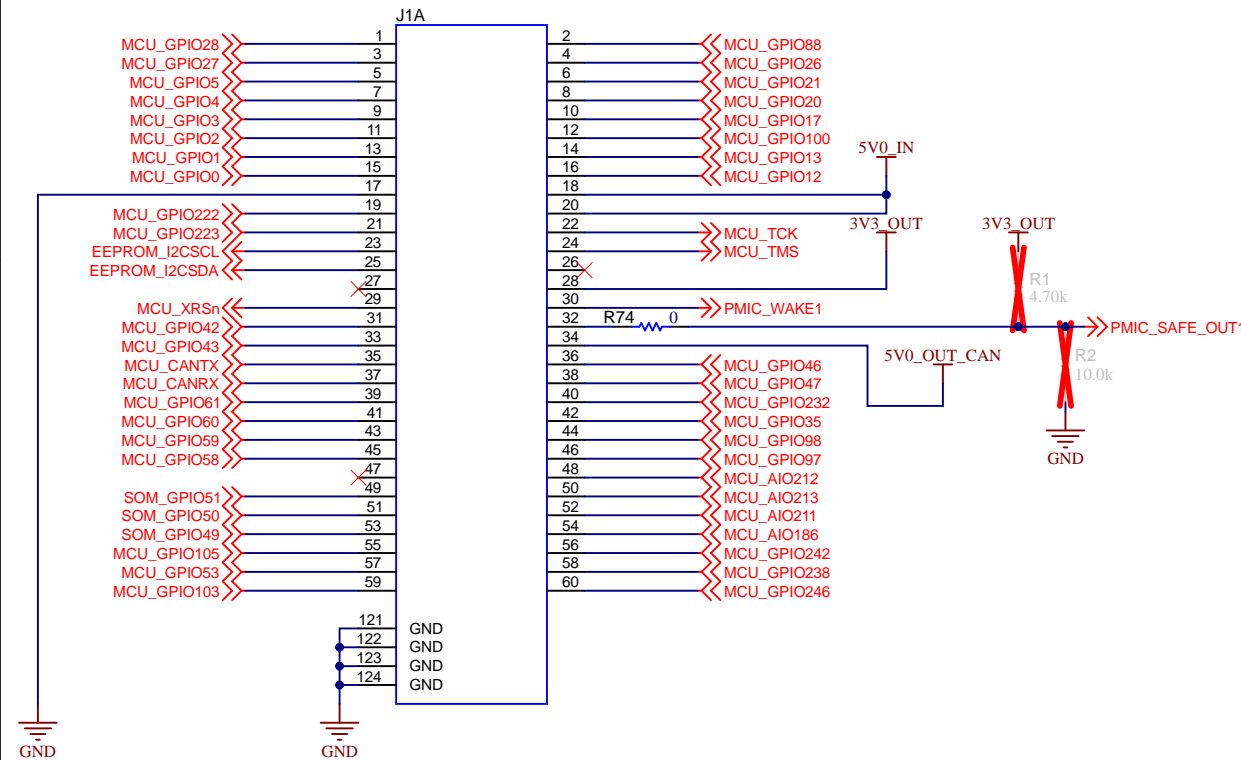 J1A
MCU_GPIO28 1 2 MCU_GPIO88
MCU_GPIO27 3 4 MCU_GPIO26
MCU_GPIO5 5 6 MCU_GPIO21
MCU_GPIO4 7 8 MCU_GPIO20
MCU_GPIO3 9 10 MCU_GPIO17
MCU_GPIO2 11 12 MCU_GPIO100
MCU_GPIO1 13 14 MCU_GPIO13 5V0_IN
MCU_GPIO0 15 16 MCU_GPIO12
17 18
MCU_GPIO222 19 20
MCU_GPIO223 21 22 MCU_TCK 3V3_OUT 3V3_OUT
EEPROM_I2CSCL 23 24 MCU_TMS
EEPROM_I2CSDA 25 26
27 28 R1
4.70k
MCU_XRSn 29 30 PMIC_WAKE1
MCU_GPIO42 31 32 R74 0 PMIC_SAFE_OUT1
MCU_GPIO43 33 34 5V0_OUT_CAN R2
MCU_CANTX 35 36 MCU_GPIO46
MCU_CANRX 37 38 MCU_GPIO47 10.0k
MCU_GPIO61 39 40 MCU_GPIO232
MCU_GPIO60 41 42 MCU_GPIO35
MCU_GPIO59 43 44 MCU_GPIO98
MCU_GPIO58 45 46 MCU_GPIO97 GND
47 48 MCU_AIO212
SOM_GPIO51 49 50 MCU_AIO213
SOM_GPIO50 51 52 MCU_AIO211
SOM_GPIO49 53 54 MCU_AIO186
MCU_GPIO105 55 56 MCU_GPIO242
MCU_GPIO53 57 58 MCU_GPIO238
MCU_GPIO103 59 60 MCU_GPIO246
121 GND
122 GND
123 GND
124 GND
GND GND